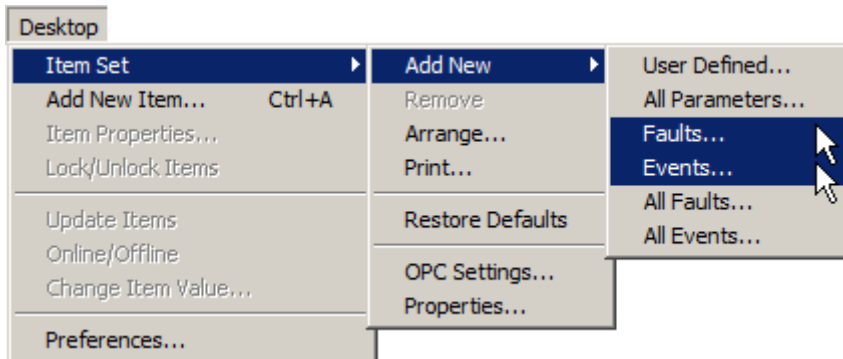 Desktop
Item Set
Add New Item... Ctrl+A
Item Properties...
Lock/Unlock Items
Update Items
Online/Offline
Change Item Value...
Preferences...
Add New
Remove
Arrange...
Print...
Restore Defaults
OPC Settings...
Properties...
User Defined...
All Parameters...
Faults...
Events...
All Faults...
All Events...